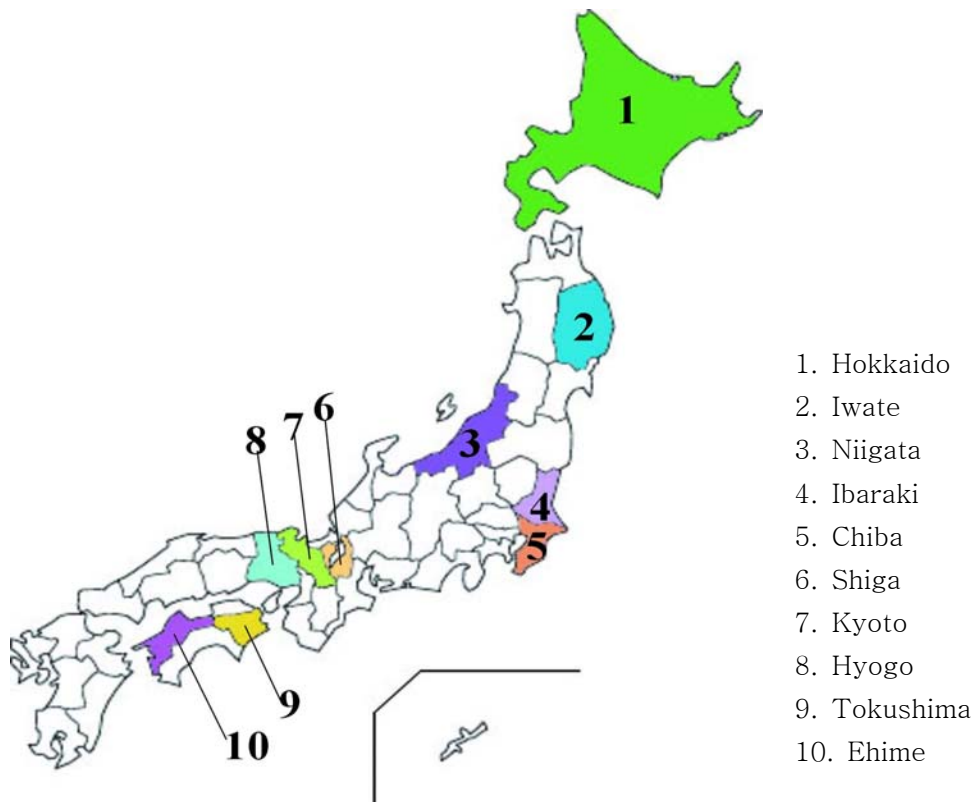 1
2
3
4
5
6
7
8
9
10
1. Hokkaido
2. Iwate
3. Niigata
4. Ibaraki
5. Chiba
6. Shiga
7. Kyoto
8. Hyogo
9. Tokushima
10. Ehime